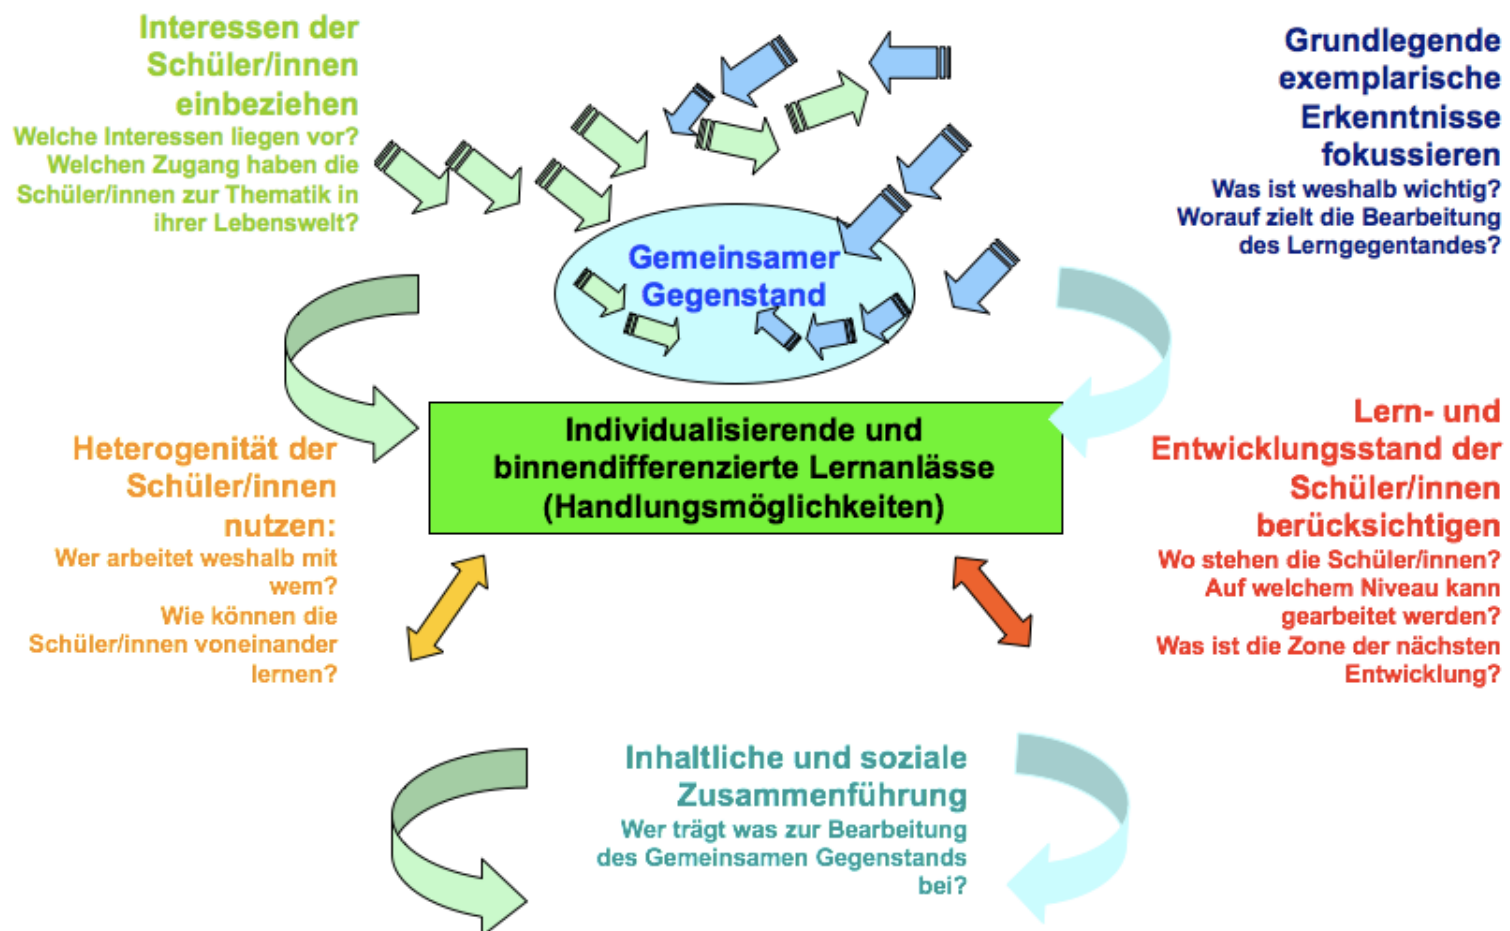 Interessen der
Schüler/innen
einbeziehen
Welche Interessen liegen vor?
Welchen Zugang haben die
Schüler/innen zur Thematik in
ihrer Lebenswelt?
Grundlegende
exemplarische
Erkenntnisse
fokussieren
Was ist weshalb wichtig?
Worauf zielt die Bearbeitung
des Lerngegentandes?
Gemeinsamer
Gegenstand
Individualisierende und
binnendifferenzierte Lernanlässe
(Handlungsmöglichkeiten)
Heterogenität der
Schüler/innen
nutzen:
Wer arbeitet weshalb mit
wem?
Wie können die
Schüler/innen voneinander
lernen?
Lern- und
Entwicklungsstand der
Schüler/innen
berücksichtigen
Wo stehen die Schüler/innen?
Auf welchem Niveau kann
gearbeitet werden?
Was ist die Zone der nächsten
Entwicklung?
Inhaltliche und soziale
Zusammenführung
Wer trägt was zur Bearbeitung
des Gemeinsamen Gegenstands
bei?